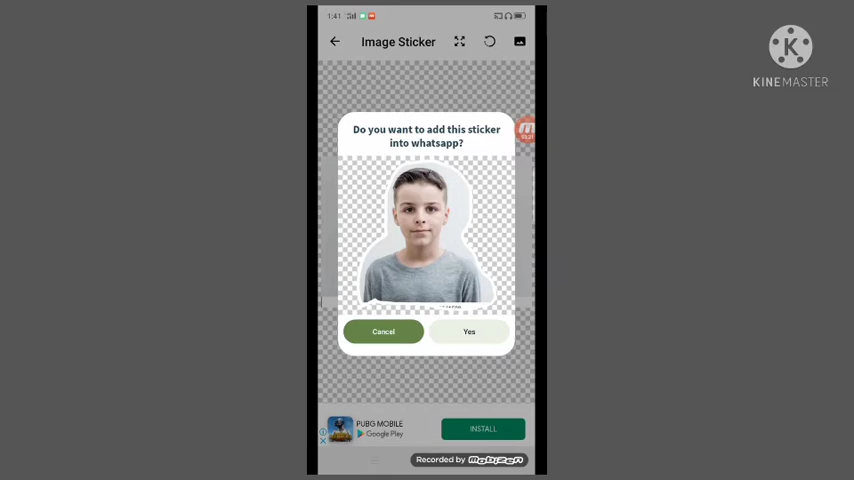 1:41
Image Sticker
KINEMASTER
Do you want to add this sticker
into whatsapp?
Cancel
Yes
PUBG MOBILE
Google Play
INSTALL
Recorded by mobizen